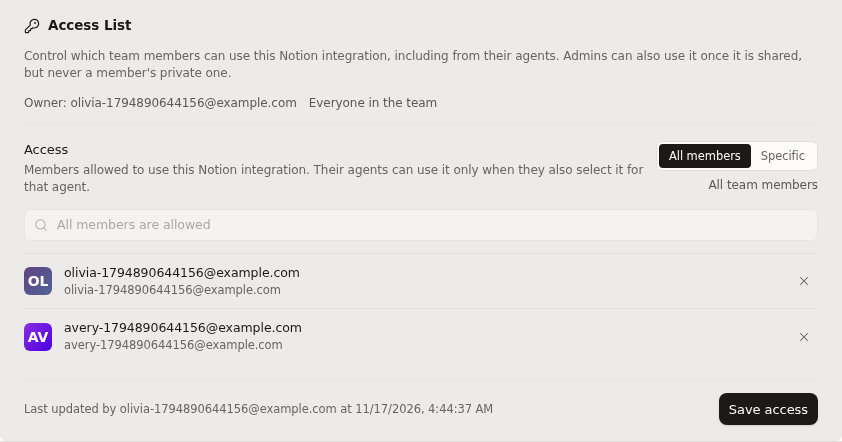 Access List
Control which team members can use this Notion integration, including from their agents. Admins can also use it once it is shared,
but never a member's private one.
Owner: olivia-1794890644156@example.com Everyone in the team
Access
Members allowed to use this Notion integration. Their agents can use it only when they also select it for
that agent.
All members Specific
All team members
All members are allowed
OL
olivia-1794890644156@example.com
olivia-1794890644156@example.com
AV
avery-1794890644156@example.com
avery-1794890644156@example.com
Last updated by olivia-1794890644156@example.com at 11/17/2026, 4:44:37 AM
Save access